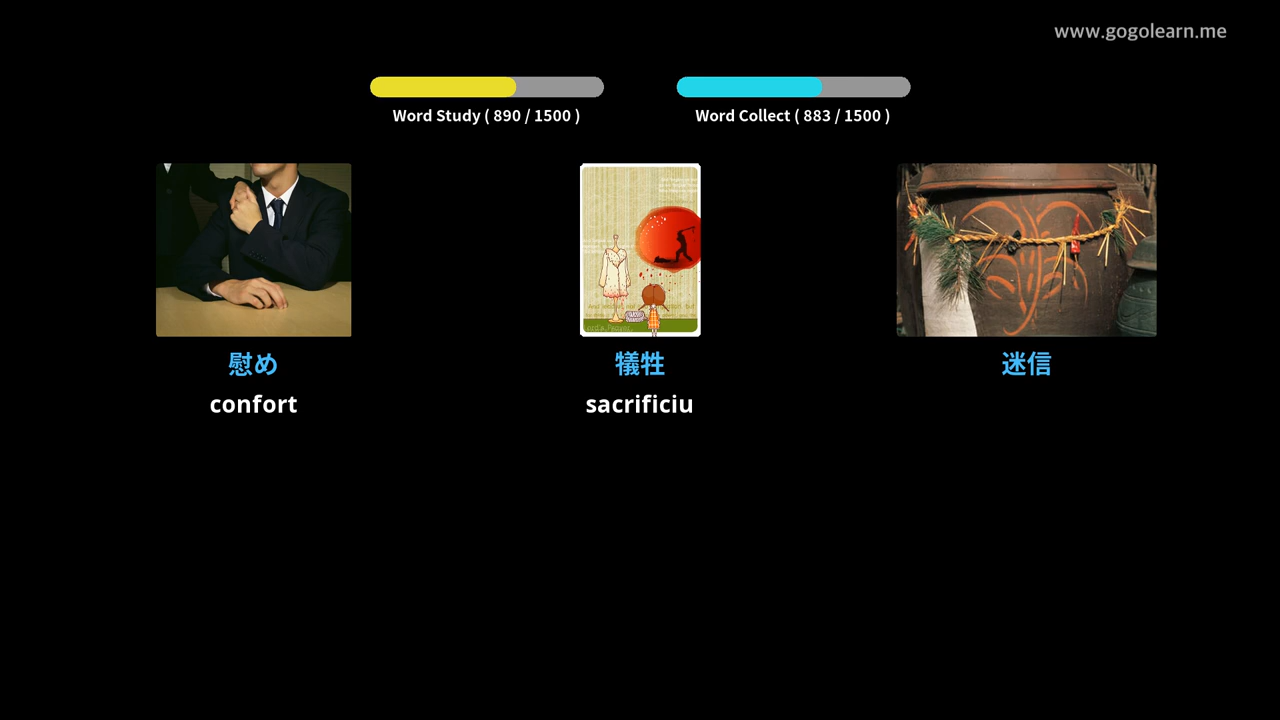 www.gogolearn.me
Word Study ( 890 / 1500 )
Word Collect ( 883 / 1500 )
慰め
犠牲
迷信
confort
sacrificiu